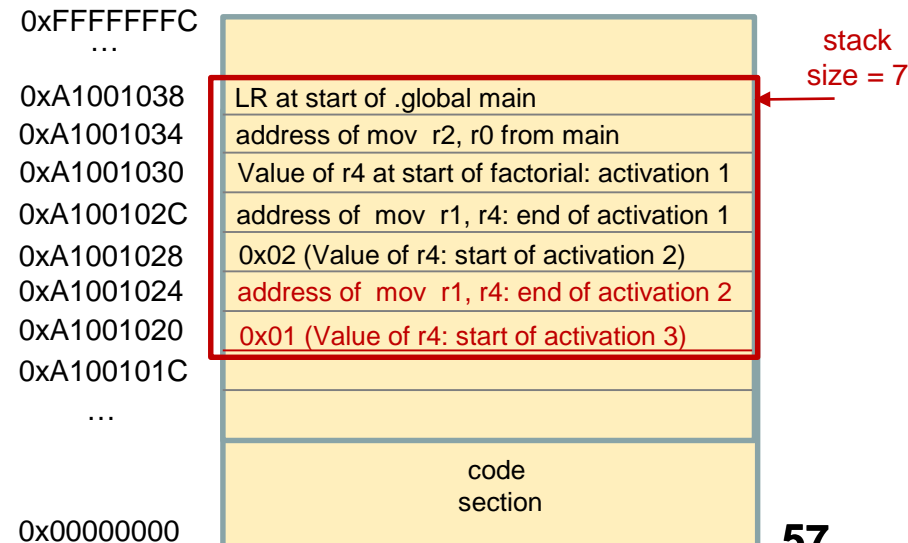 0xFFFFFFFC
…
stack
size = 7
0xA1001038 LR at start of .global main
0xA1001034 address of mov r2, r0 from main
0xA1001030 Value of r4 at start of factorial: activation 1
0xA100102C address of mov r1, r4: end of activation 1
0xA1001028 0x02 (Value of r4: start of activation 2)
0xA1001024 address of mov r1, r4: end of activation 2
0xA1001020 0x01 (Value of r4: start of activation 3)
0xA100101C
…
code
section
0x00000000
57